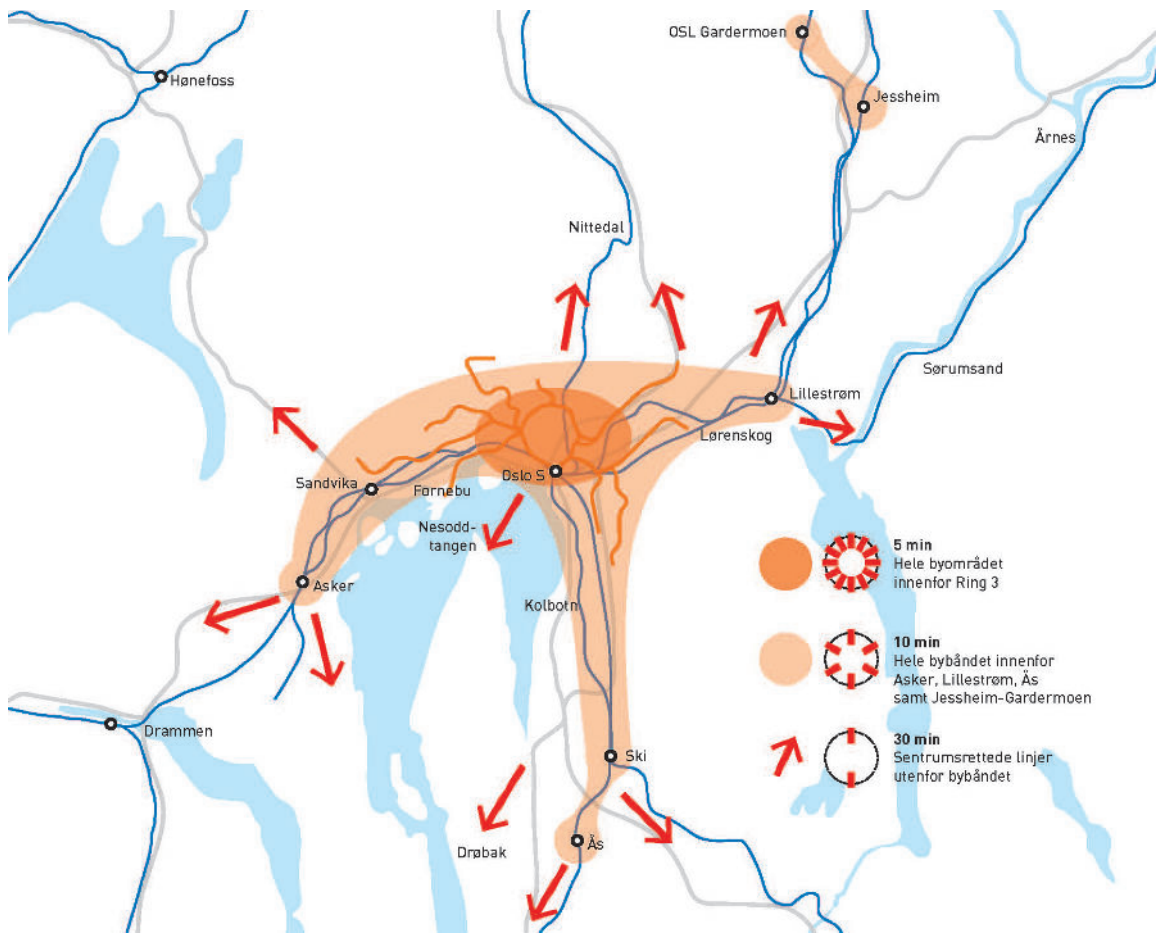 OSL Gardermoen
Hønefoss
Jessheim
Årnes
Nittedal
Sørumsand
Lillestrøm
Lørenskog
Sandvika
Fornebu
Oslo S
Nesodd-
tangen
5 min
Hele byområdet
innenfor Ring 3
Asker
Kolbotn
10 min
Hele bybåndet innenfor
Asker, Lillestrøm, Ås
samt Jessheim-Gardermoen
Drammen
30 min
Sentrumsrettede linjer
utenfor bybåndet
Ski
Drøbak
Ås